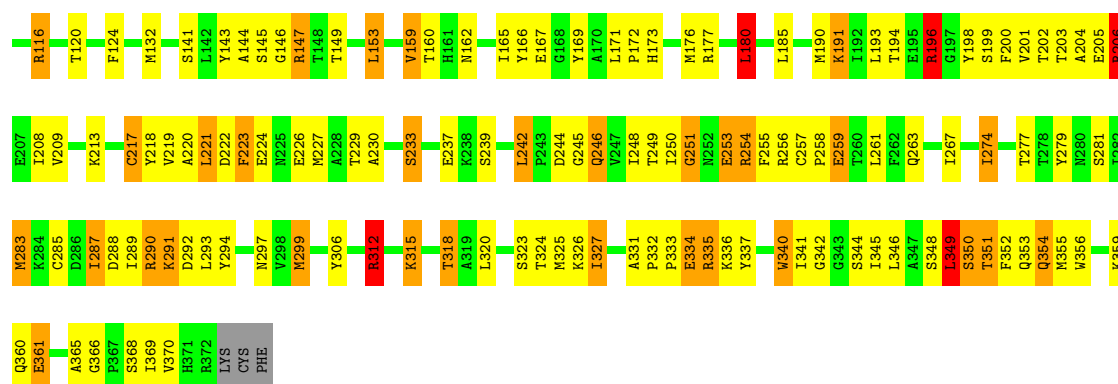 R116 T120 F124 M132 S141 L142 Y143 A144 S145 G146 R147 T148 T149 L153 V159 T160 H161 N162 I165 Y166 E167 G168 Y169 A170 L171 P172 H173 M176 R177 L180 L185 M190 K191 I192 L193 T194 E195 R196 G197 Y198 S199 F200 V201 T202 T203 A204 E205 R206
E207 I208 V209 K213 C217 Y218 V219 A220 L221 D222 F223 E224 N225 E226 M227 A228 T229 A230 S233 E237 K238 S239 L242 P243 D244 G245 Q246 V247 I248 T249 I250 G251 N252 E253 R254 F255 R256 C257 P258 E259 T260 L261 F262 Q263 I267 I274 T277 T278 Y279 N280 S281 I282
M283 K284 C285 D286 I287 D288 I289 R290 K291 D292 L293 Y294 N297 V298 M299 Y306 R312 K315 T318 A319 L320 S323 T324 M325 K326 I327 A331 P332 P333 E334 R335 K336 Y337 W340 I341 G342 G343 S344 I345 L346 A347 S348 L349 S350 T351 F352 Q353 Q354 M355 W356 K359
Q360 E361 A365 G366 P367 S368 I369 V370 H371 R372 LYS CYS PHE